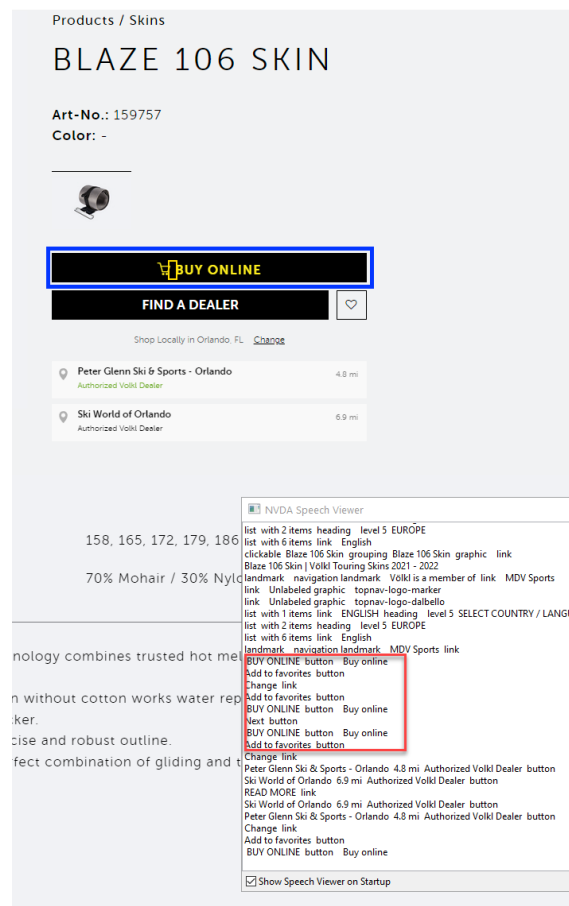 Products / Skins
BLAZE 106 SKIN
Art-No.: 159757
Color: -
BUY ONLINE
FIND A DEALER
Shop Locally in Orlando, FL Change
Peter Glenn Ski & Sports - Orlando 4.8 mi
Authorized Volkl Dealer
Ski World of Orlando 6.9 mi
Authorized Volkl Dealer
158, 165, 172, 179, 186
70% Mohair / 30%
combines trusted hot
without cotton works water
cise and robust outline.
combination of gliding and
NVDA Speech Viewer
list with 2 items heading level 5 EUROPE
list with 6 items link English
clickable Blaze 106 Skin grouping Blaze 106 Skin graphic link
Blaze 106 Skin | Völkl Touring Skins 2021 - 2022
landmark navigation landmark Völkl is a member of link MDV Sports
link Unlabeled graphic topnav-logo-marker
link Unlabeled graphic topnav-logo-dalbello
list with 1 items link ENGLISH heading level 5 SELECT COUNTRY / LANGU
list with 2 items heading level 5 EUROPE
list with 6 items link English
landmark navigation landmark MDV Sports link
BUY ONLINE button Buy online
Add to favorites button
Change link
Add to favorites button
BUY ONLINE button Buy online
Next button
BUY ONLINE button Buy online
Add to favorites button
Change link
Peter Glenn Ski & Sports - Orlando 4.8 mi Authorized Volkl Dealer button
Ski World of Orlando 6.9 mi Authorized Volkl Dealer button
READ MORE link
Ski World of Orlando 6.9 mi Authorized Volkl Dealer button
Peter Glenn Ski & Sports - Orlando 4.8 mi Authorized Volkl Dealer button
Change link
Add to favorites button
BUY ONLINE button Buy online
Show Speech Viewer on Startup